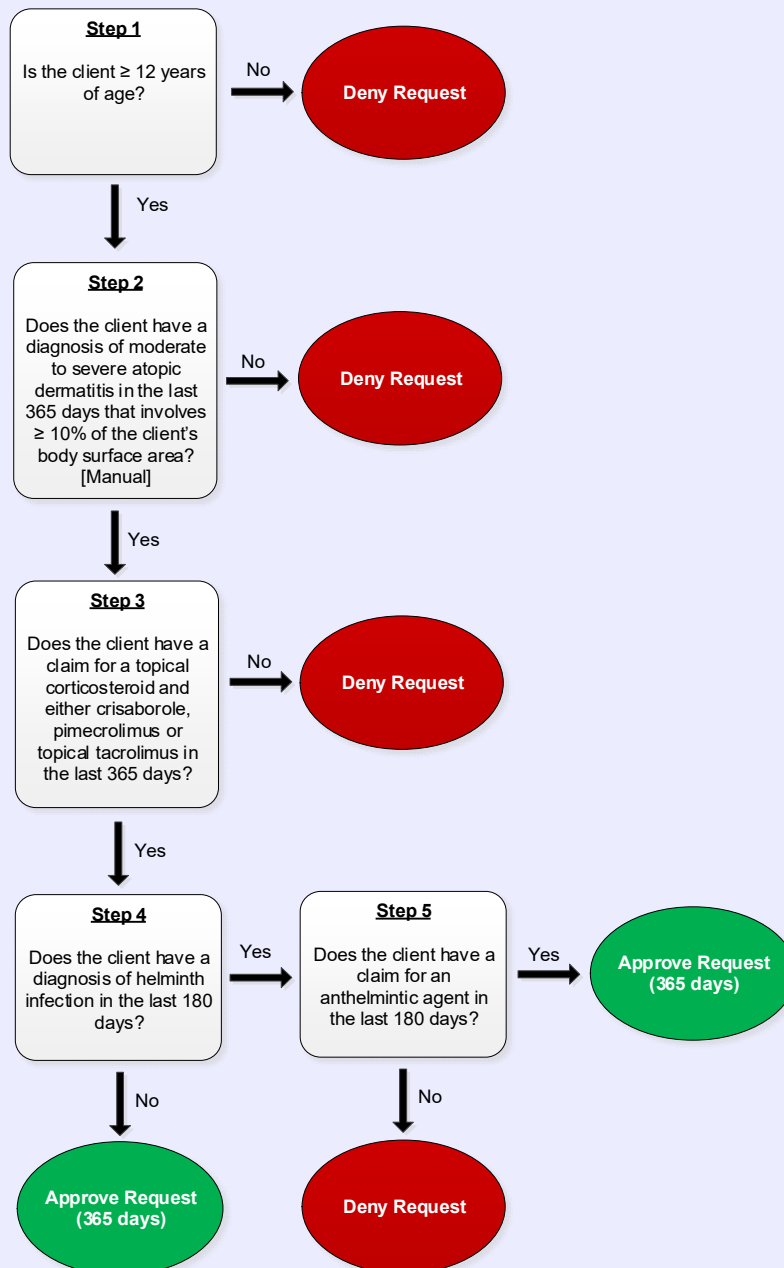 Step 1
Is the client ≥ 12 years
of age?
No
Deny Request
Yes
Step 2
Does the client have a
diagnosis of moderate
to severe atopic
dermatitis in the last
365 days that involves
≥ 10% of the client's
body surface area?
[Manual]
No
Deny Request
Yes
Step 3
Does the client have a
claim for a topical
corticosteroid and
either crisaborole,
pimecrolimus or
topical tacrolimus in
the last 365 days?
No
Deny Request
Yes
Step 4
Does the client have a
diagnosis of helminth
infection in the last 180
days?
Yes
Step 5
Does the client have a
claim for an
anthelmintic agent in
the last 180 days?
Yes
Approve Request
(365 days)
No
Approve Request
(365 days)
No
Deny Request